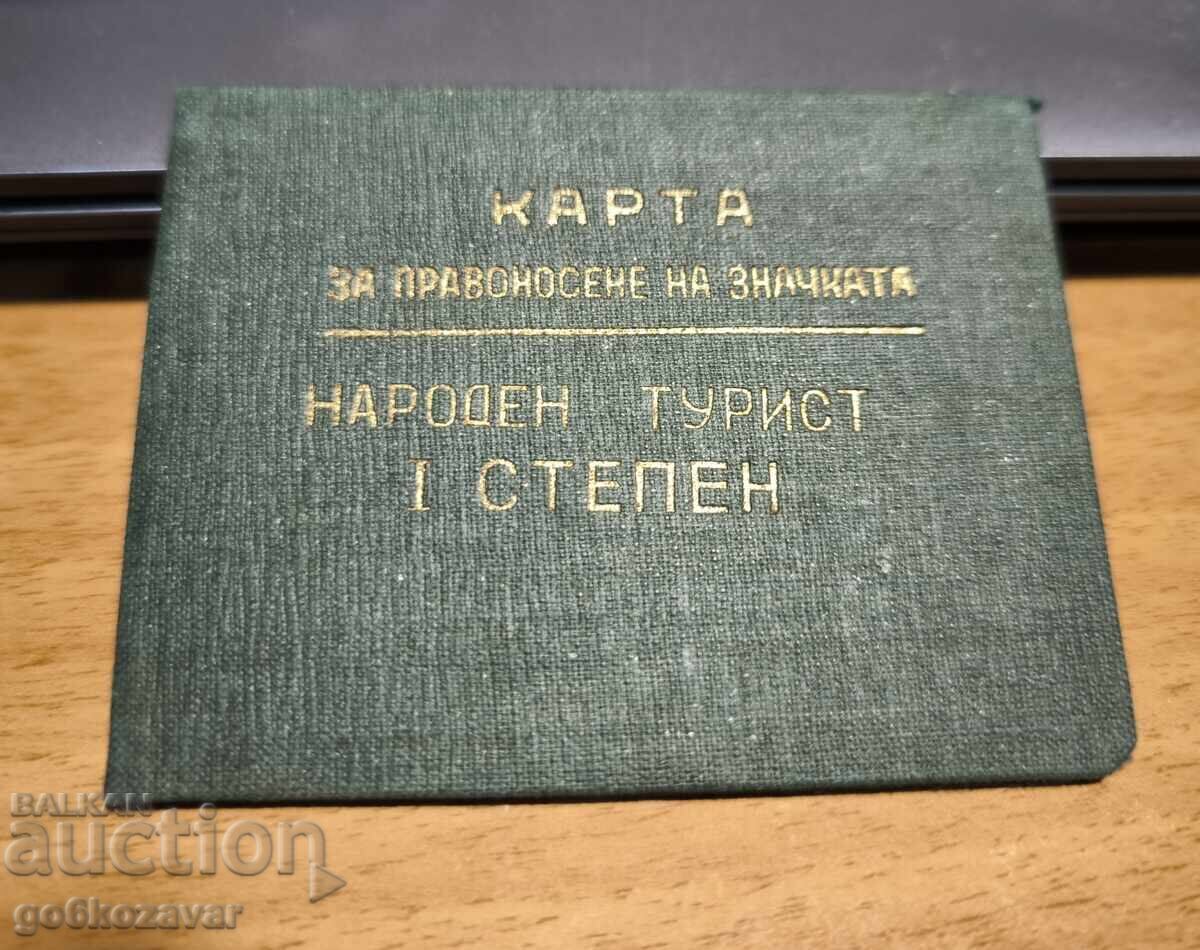 КАРТА
ЗА ПРАВОНОСЕНЕ НА ЗНАЧКАТА
НАРОДЕН ТУРИСТ
I СТЕПЕН
BALKAN
auction
go6kozavar